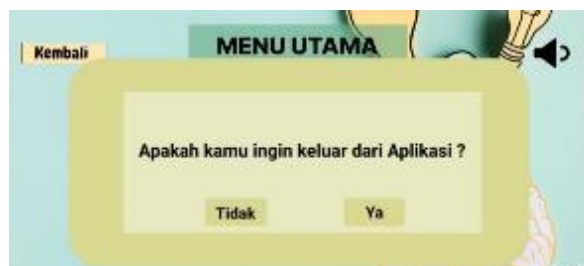 Kembali
MENU UTAMA
Apakah kamu ingin keluar dari Aplikasi ?
Tidak
Ya